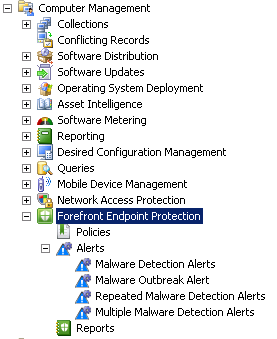 Computer Management
Collections
Conflicting Records
Software Distribution
Software Updates
Operating System Deployment
Asset Intelligence
Software Metering
Reporting
Desired Configuration Management
Queries
Mobile Device Management
Network Access Protection
Forefront Endpoint Protection
Policies
Alerts
Malware Detection Alerts
Malware Outbreak Alert
Repeated Malware Detection Alerts
Multiple Malware Detection Alerts
Reports